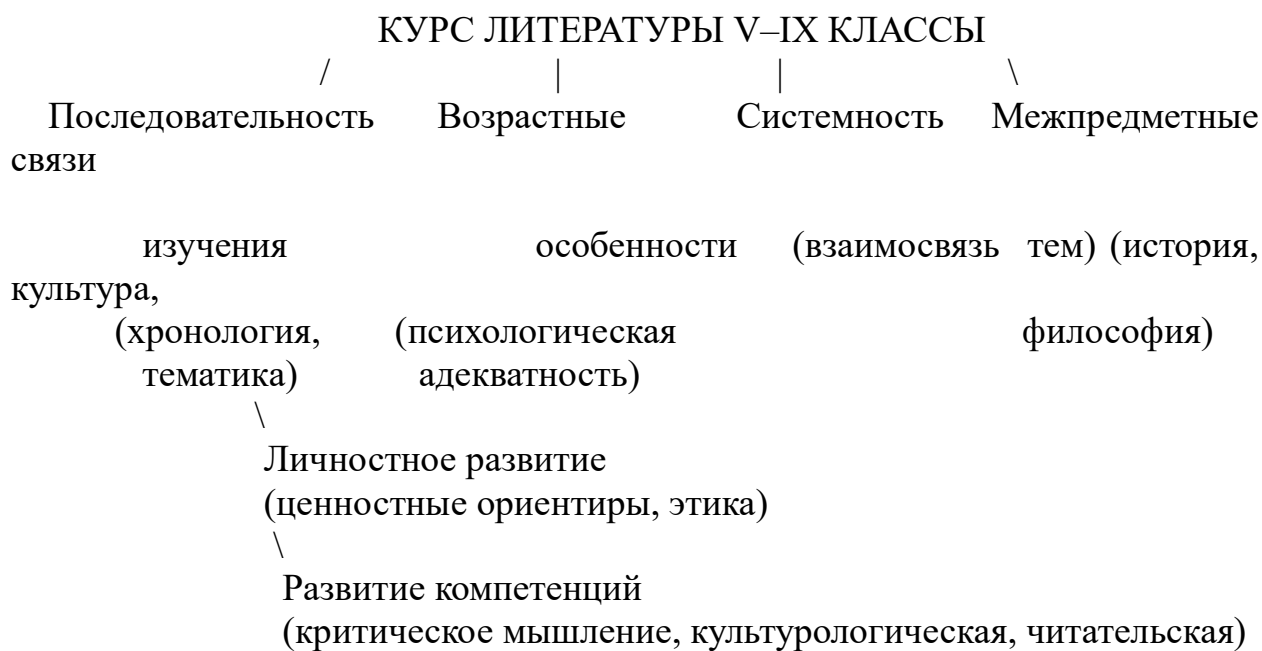 КУРС ЛИТЕРАТУРЫ V–IX КЛАССЫ
/ | | \
Последовательность Возрастные Системность Межпредметные
связи
изучения особенности (взаимосвязь тем) (история,
культура,
(хронология, (психологическая философия)
тематика) адекватность)
\
Личностное развитие
(ценностные ориентиры, этика)
\
Развитие компетенций
(критическое мышление, культурологическая, читательская)